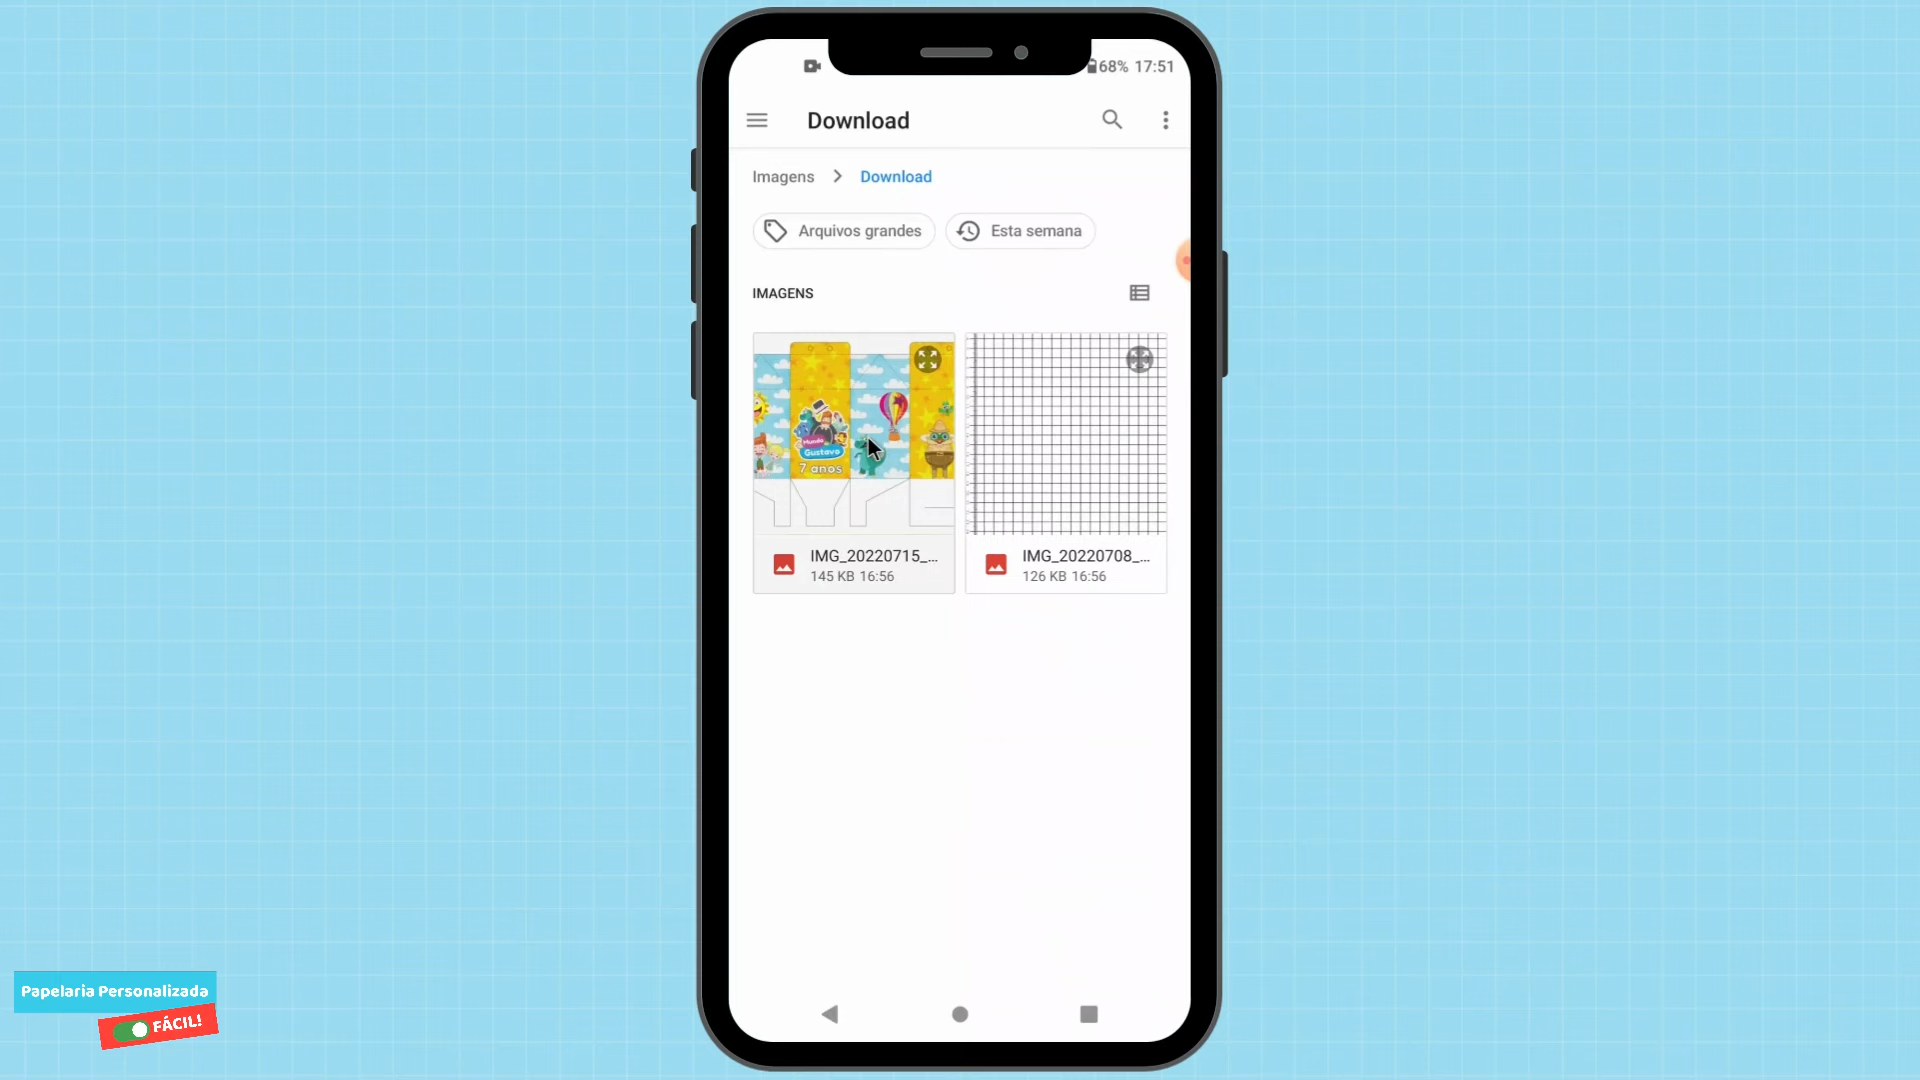 68% 17:51
Download
Imagens > Download
Arquivos grandes
Esta semana
IMAGENS
Mundo
Gustavo
7 anos
IMG_20220715_...
145 KB 16:56
IMG_20220708_...
126 KB 16:56
Papelaria Personalizada
FÁCIL!